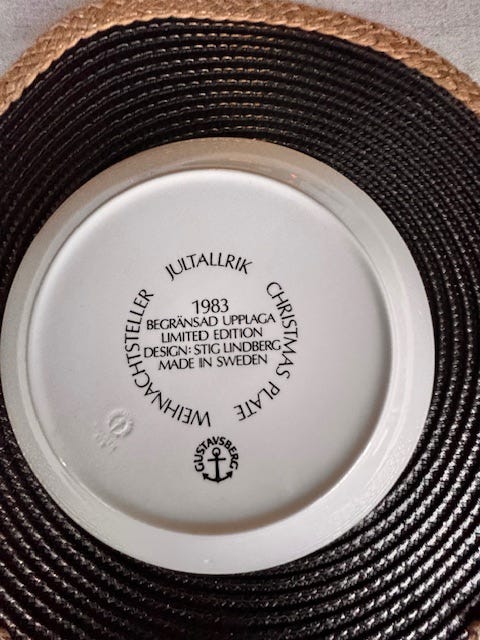 JULTALLRIK
CHRISTMAS PLATE
WEIHNACHTSTELLER
1983
BEGRÄNSAD UPPLAGA
LIMITED EDITION
DESIGN: STIG LINDBERG
MADE IN SWEDEN
GUSTAVSBERG